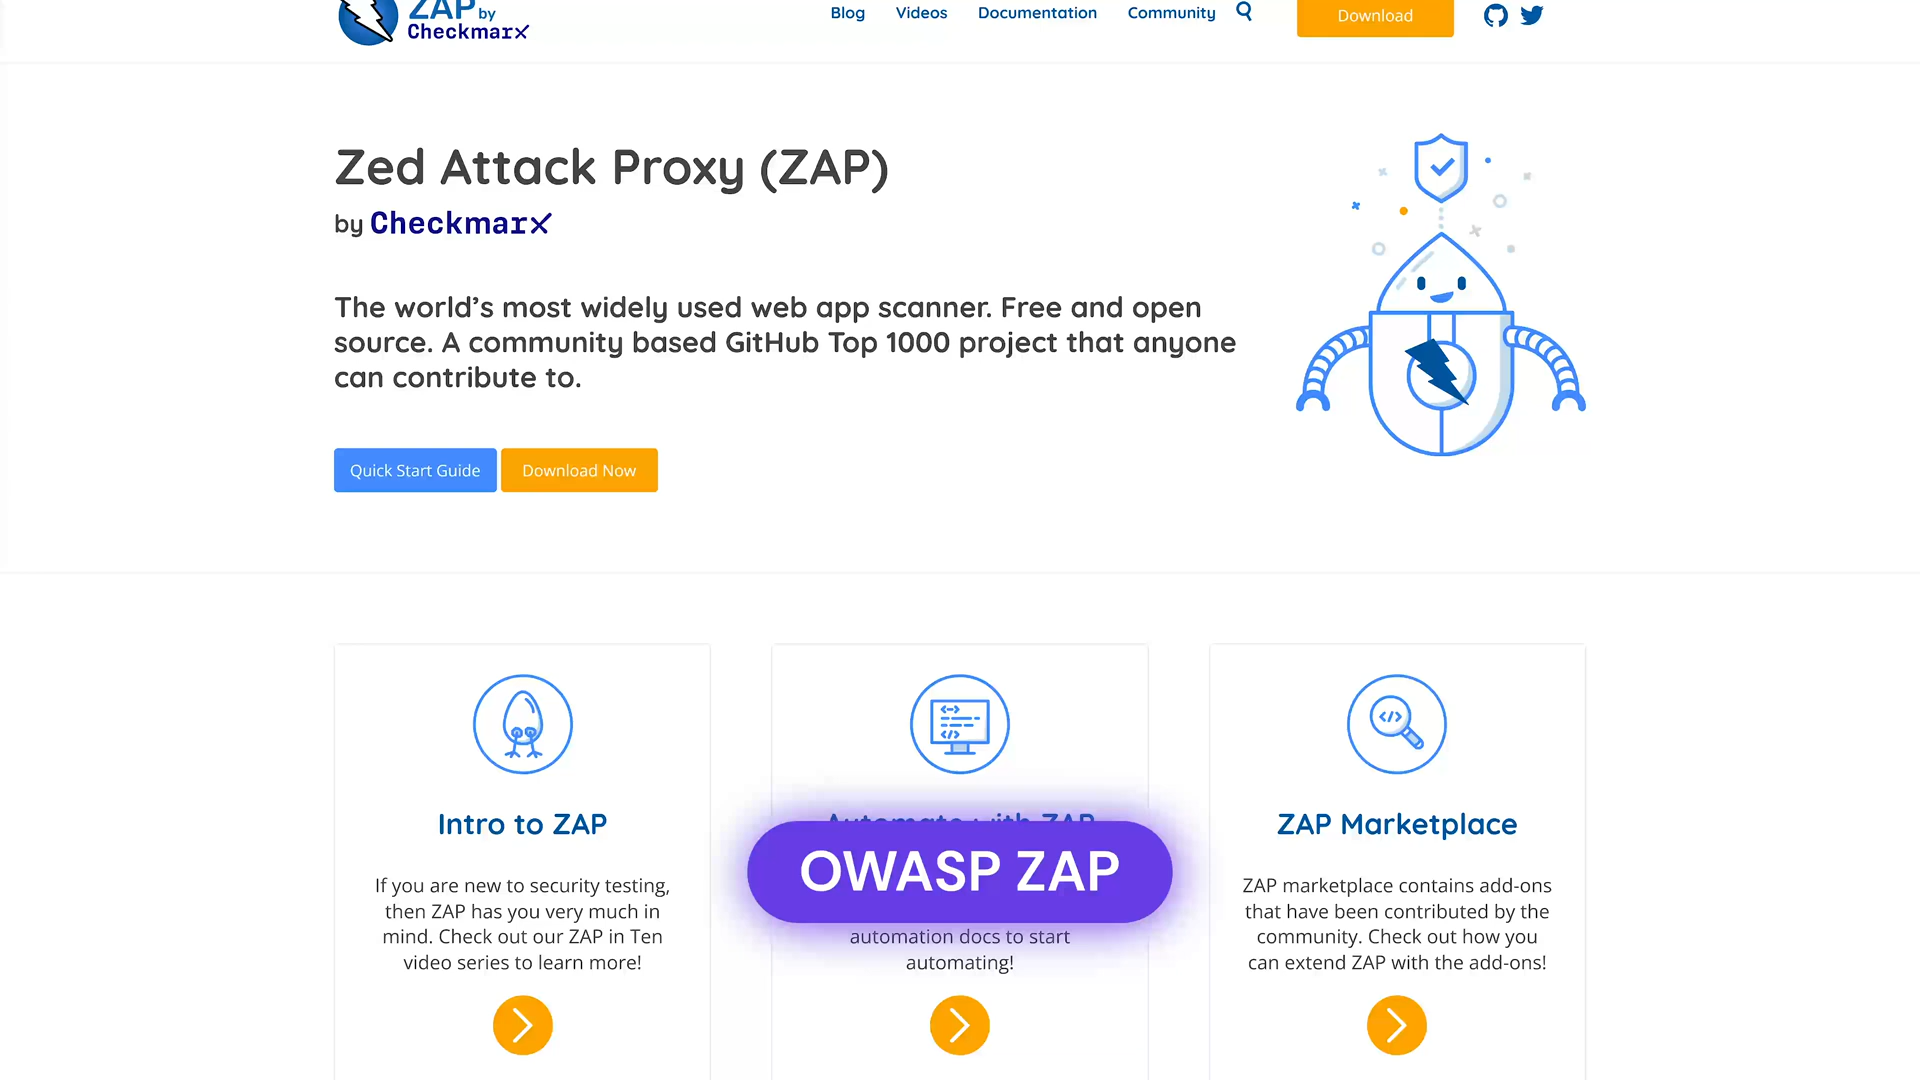 ZAP by
Checkmarx
Blog
Videos
Documentation
Community
Download
Zed Attack Proxy (ZAP)
by Checkmarx
The world’s most widely used web app scanner. Free and open
source. A community based GitHub Top 1000 project that anyone
can contribute to.
Quick Start Guide
Download Now
Intro to ZAP
If you are new to security testing,
then ZAP has you very much in
mind. Check out our ZAP in Ten
video series to learn more!
Automate with ZAP
OWASP ZAP
automation docs to start
automating!
ZAP Marketplace
ZAP marketplace contains add-ons
that have been contributed by the
community. Check out how you
can extend ZAP with the add-ons!